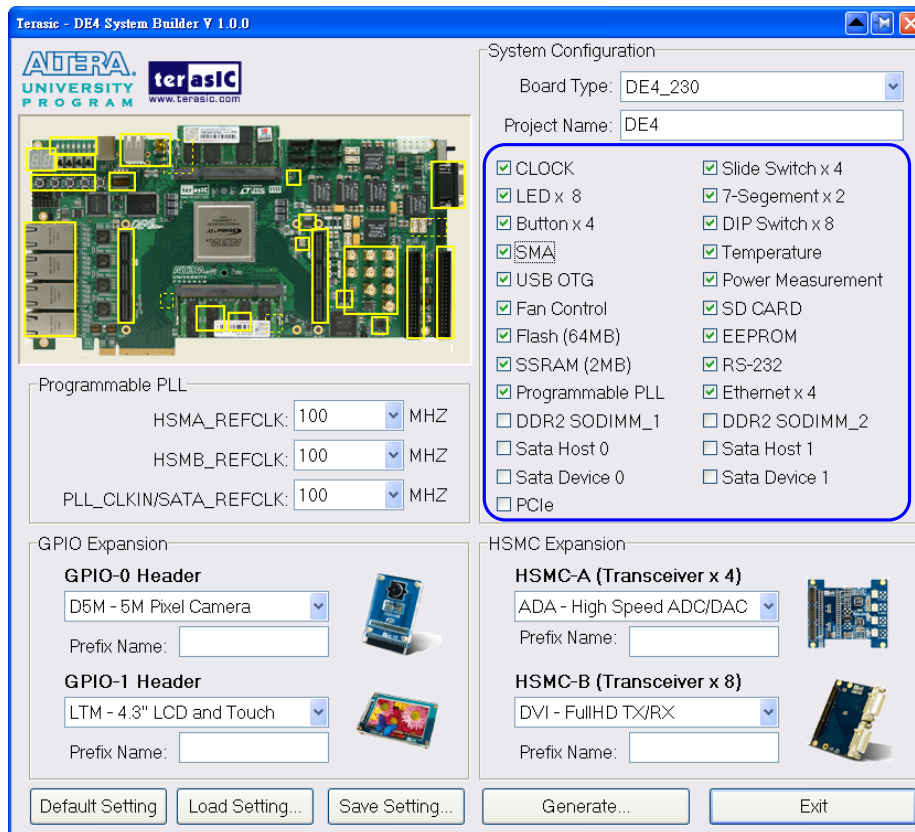 Terasic - DE4 System Builder V 1.0.0
ALTERA.
UNIVERSITY
PROGRAM
terasIC
www.terasic.com
System Configuration
Board Type: DE4_230
Project Name: DE4
CLOCK
Slide Switch x 4
LED x 8
7-Segement x 2
Button x 4
DIP Switch x 8
SMA
Temperature
USB OTG
Power Measurement
Fan Control
SD CARD
Flash (64MB)
EEPROM
SSRAM (2MB)
RS-232
Programmable PLL
Ethernet x 4
DDR2 SODIMM_1
DDR2 SODIMM_2
Sata Host 0
Sata Host 1
Sata Device 0
Sata Device 1
PCIe
Programmable PLL
HSMA_REFCLK: 100 MHZ
HSMB_REFCLK: 100 MHZ
PLL_CLKIN/SATA_REFCLK: 100 MHZ
GPIO Expansion
GPIO-0 Header
D5M - 5M Pixel Camera
Prefix Name:
GPIO-1 Header
LTM - 4.3" LCD and Touch
Prefix Name:
HSMC Expansion
HSMC-A (Transceiver x 4)
ADA - High Speed ADC/DAC
Prefix Name:
HSMC-B (Transceiver x 8)
DVI - FullHD TX/RX
Prefix Name:
Default Setting
Load Setting...
Save Setting...
Generate...
Exit